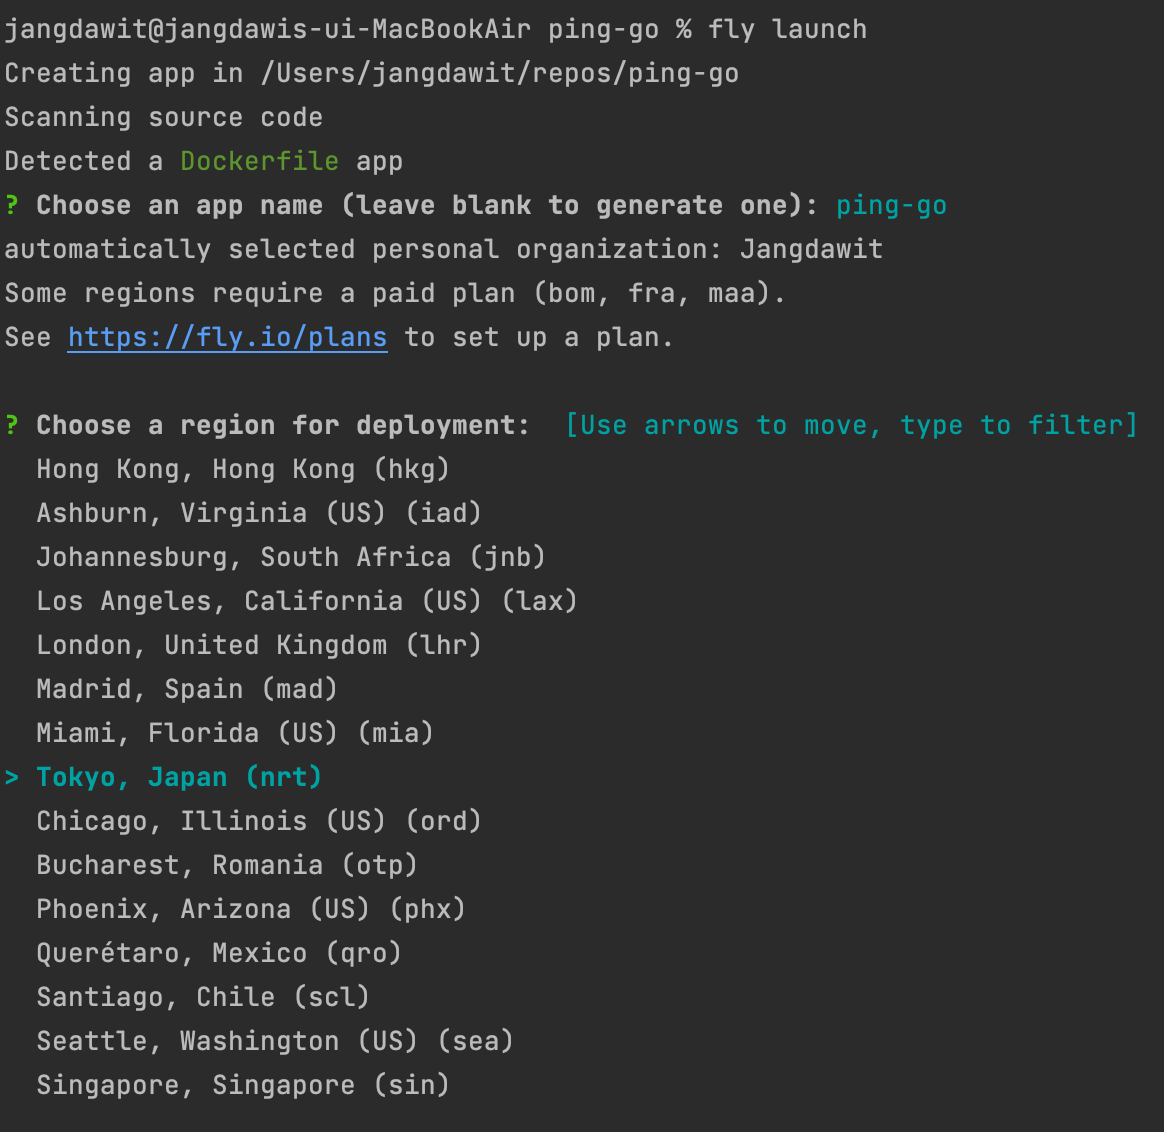 jangdawit@jangdawis-ui-MacBookAir ping-go % fly launch
Creating app in /Users/jangdawit/repos/ping-go
Scanning source code
Detected a Dockerfile app
? Choose an app name (leave blank to generate one): ping-go
automatically selected personal organization: Jangdawit
Some regions require a paid plan (bom, fra, maa).
See https://fly.io/plans to set up a plan.
? Choose a region for deployment:  [Use arrows to move, type to filter]
Hong Kong, Hong Kong (hkg)
Ashburn, Virginia (US) (iad)
Johannesburg, South Africa (jnb)
Los Angeles, California (US) (lax)
London, United Kingdom (lhr)
Madrid, Spain (mad)
Miami, Florida (US) (mia)
> Tokyo, Japan (nrt)
Chicago, Illinois (US) (ord)
Bucharest, Romania (otp)
Phoenix, Arizona (US) (phx)
Querétaro, Mexico (qro)
Santiago, Chile (scl)
Seattle, Washington (US) (sea)
Singapore, Singapore (sin)